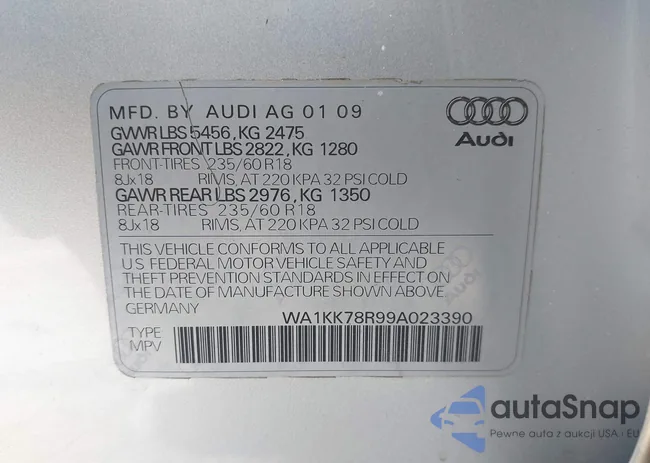 MFD. BY AUDI AG 01 09
GVWR LBS 5456, KG 2475
GAWR FRONT LBS 2822, KG 1280
FRONT-TIRES 235/60 R18
8Jx18 RIMS, AT 220 KPA 32 PSI COLD
GAWR REAR LBS 2976, KG 1350
REAR-TIRES 235/60 R18
8Jx18 RIMS, AT 220 KPA 32 PSI COLD
THIS VEHICLE CONFORMS TO ALL APPLICABLE
US FEDERAL MOTOR VEHICLE SAFETY AND
THEFT PREVENTION STANDARDS IN EFFECT ON
THE DATE OF MANUFACTURE SHOWN ABOVE.
GERMANY WA1KK78R99A023390
TYPE
MPV
Audi
Audi
autaSnap
Pewne auta z aukcji USA i EU